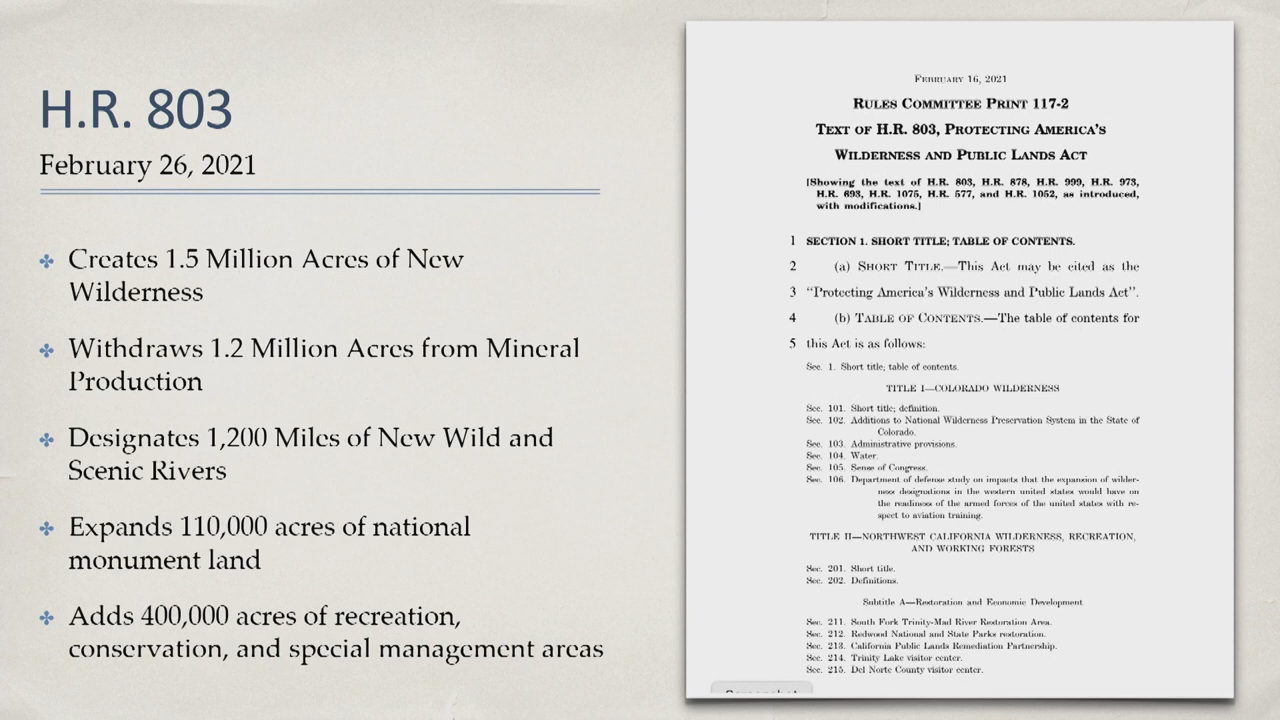 H.R. 803
February 26, 2021
Creates 1.5 Million Acres of New
Wilderness
Withdraws 1.2 Million Acres from Mineral
Production
Designates 1,200 Miles of New Wild and
Scenic Rivers
Expands 110,000 acres of national
monument land
Adds 400,000 acres of recreation,
conservation, and special management areas
February 16, 2021
Rules Committee Print 117-2
Text of H.R. 803, Protecting America's
Wilderness and Public Lands Act
[Showing the text of H.R. 803, H.R. 878, H.R. 999, H.R. 973,
H.R. 693, H.R. 1075, H.R. 577, and H.R. 1052, as introduced,
with modifications.]
1 SECTION 1. SHORT TITLE; TABLE OF CONTENTS.
2 (a) SHORT TITLE.—This Act may be cited as the
3 "Protecting America's Wilderness and Public Lands Act".
4 (b) TABLE OF CONTENTS.—The table of contents for
5 this Act is as follows:
Sec. 1. Short title; table of contents.
TITLE I—COLORADO WILDERNESS
Sec. 101. Short title; definition.
Sec. 102. Additions to National Wilderness Preservation System in the State of
Colorado.
Sec. 103. Administrative provisions.
Sec. 104. Water.
Sec. 105. Sense of Congress.
Sec. 106. Department of defense study on impacts that the expansion of wilder-
ness designations in the western united states would have on
the readiness of the armed forces of the united states with re-
spect to aviation training.
TITLE II—NORTHWEST CALIFORNIA WILDERNESS, RECREATION,
AND WORKING FORESTS
Sec. 201. Short title.
Sec. 202. Definitions.
Subtitle A—Restoration and Economic Development
Sec. 211. South Fork Trinity-Mad River Restoration Area.
Sec. 212. Redwood National and State Parks restoration.
Sec. 213. California Public Lands Remediation Partnership.
Sec. 214. Trinity Lake visitor center.
Sec. 215. Del Norte County visitor center.